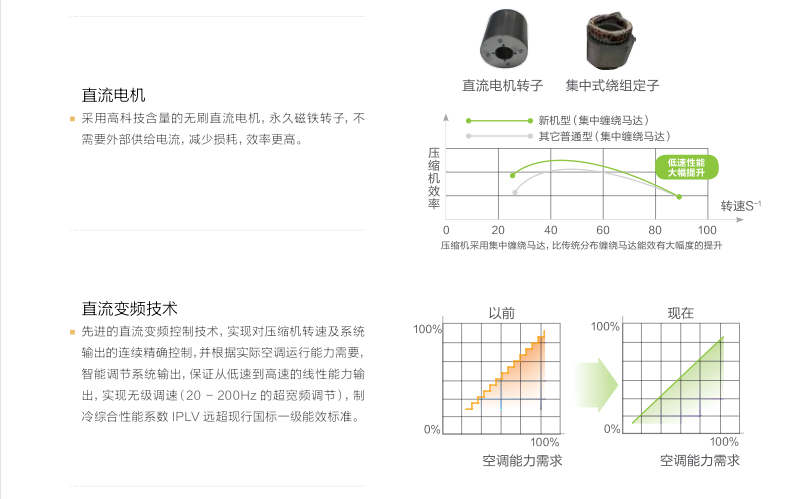 直流电机
采用高科技含量的无刷直流电机，永久磁铁转子，不
需要外部供给电流，减少损耗，效率更高。
直流电机转子
集中式绕组定子
新机型（集中缠绕马达）
其它普通型（集中缠绕马达）
压缩机效率
低速性能
大幅提升
转速S⁻¹
0 20 40 60 80 100
压缩机采用集中缠绕马达，比传统分布缠绕马达能效有大幅度的提升
直流变频技术
先进的直流变频控制技术，实现对压缩机转速及系统
输出的连续精确控制，并根据实际空调运行能力需要，
智能调节系统输出，保证从低速到高速的线性能力输
出，实现无级调速（20 － 200Hz 的超宽频调节），制
冷综合性能系数 IPLV 远超现行国标一级能效标准。
以前
100%
0%
100%
空调能力需求
现在
100%
0%
100%
空调能力需求